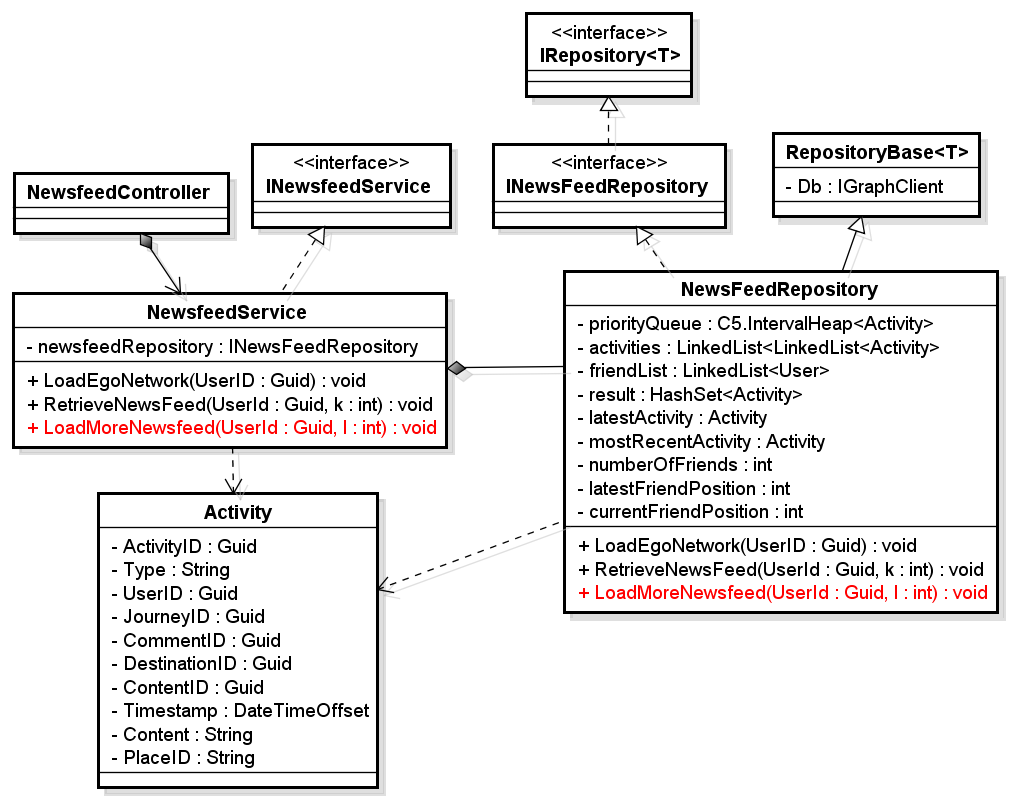 <<interface>>
IRepository<T>
<<interface>>
INewsfeedService
<<interface>>
INewsFeedRepository
RepositoryBase<T>
- Db : IGraphClient
NewsfeedController
NewsfeedService
- newsfeedRepository : INewsFeedRepository
+ LoadEgoNetwork(UserID : Guid) : void
+ RetrieveNewsFeed(UserId : Guid, k : int) : void
+ LoadMoreNewsfeed(UserId : Guid, l : int) : void
NewsFeedRepository
- priorityQueue : C5.IntervalHeap<Activity>
- activities : LinkedList<LinkedList<Activity>
- friendList : LinkedList<User>
- result : HashSet<Activity>
- latestActivity : Activity
- mostRecentActivity : Activity
- numberOfFriends : int
- latestFriendPosition : int
- currentFriendPosition : int
+ LoadEgoNetwork(UserID : Guid) : void
+ RetrieveNewsFeed(UserId : Guid, k : int) : void
+ LoadMoreNewsfeed(UserId : Guid, l : int) : void
Activity
- ActivityID : Guid
- Type : String
- UserID : Guid
- JourneyID : Guid
- CommentID : Guid
- DestinationID : Guid
- ContentID : Guid
- Timestamp : DateTimeOffset
- Content : String
- PlaceID : String